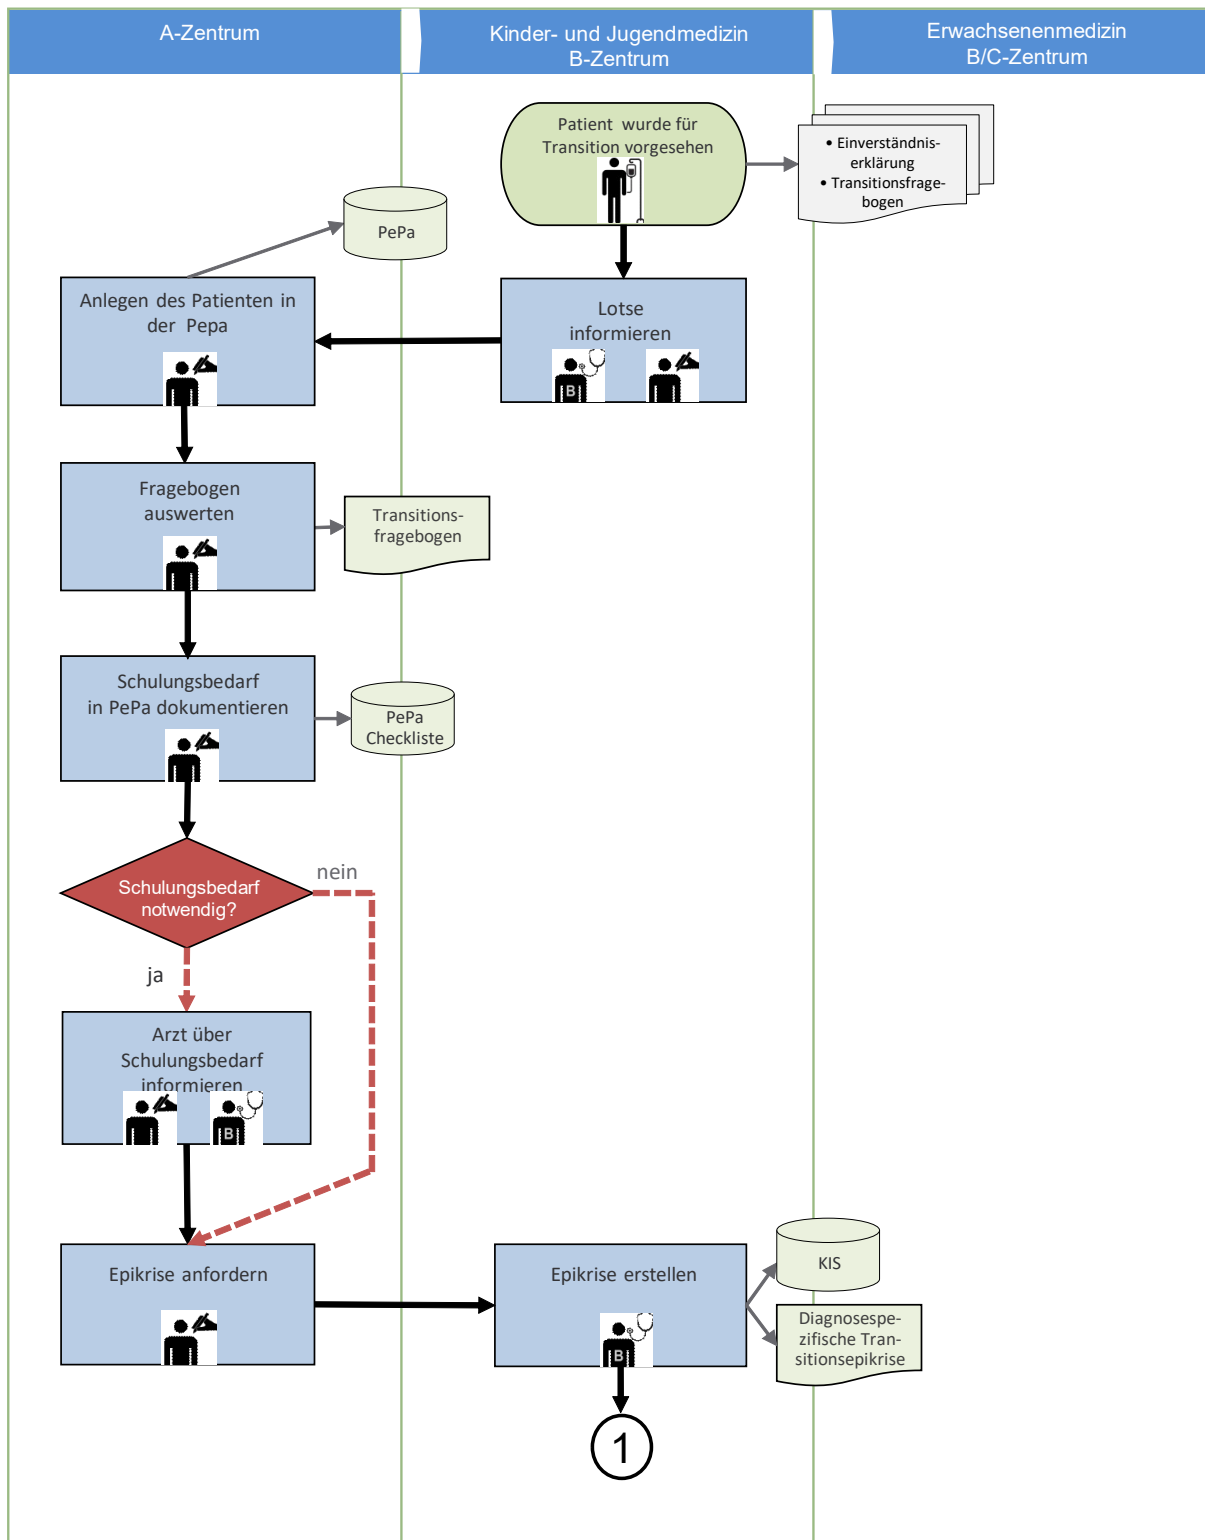 A-Zentrum
Kinder- und Jugendmedizin
B-Zentrum
Erwachsenenmedizin
B/C-Zentrum
Patient wurde für
Transition vorgesehen
• Einverständnis-
erklärung
• Transitionsfrage-
bogen
PePa
Anlegen des Patienten in
der Pepa
Lotse
informieren
B
Fragebogen
auswerten
Transitions-
fragebogen
Schulungsbedarf
in PePa dokumentieren
PePa
Checkliste
Schulungsbedarf
notwendig?
nein
ja
Arzt über
Schulungsbedarf
informieren
B
Epikrise anfordern
Epikrise erstellen
B
KIS
Diagnosespe-
zifische Tran-
sitionsepikrise
1